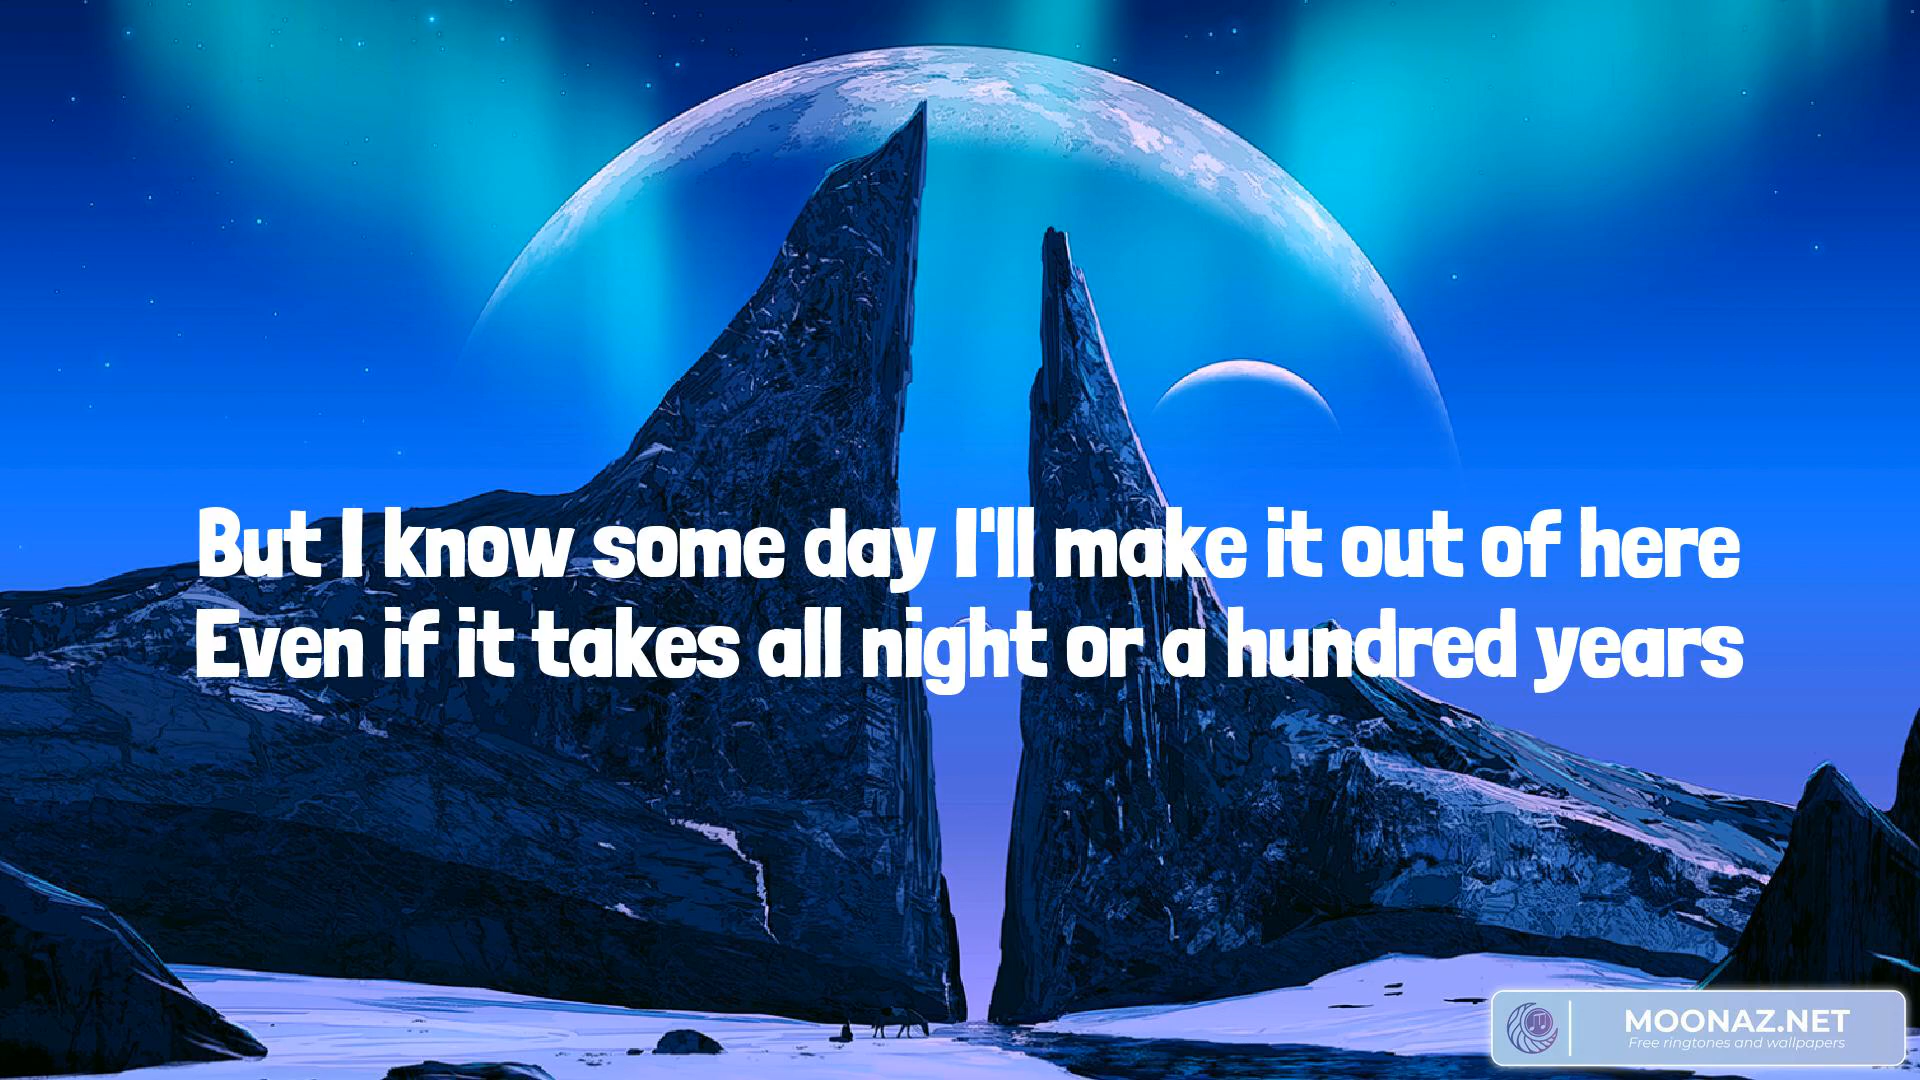 But I know some day I'll make it out of here
Even if it takes all night or a hundred years
MOONAZ.NET
Free ringtones and wallpapers